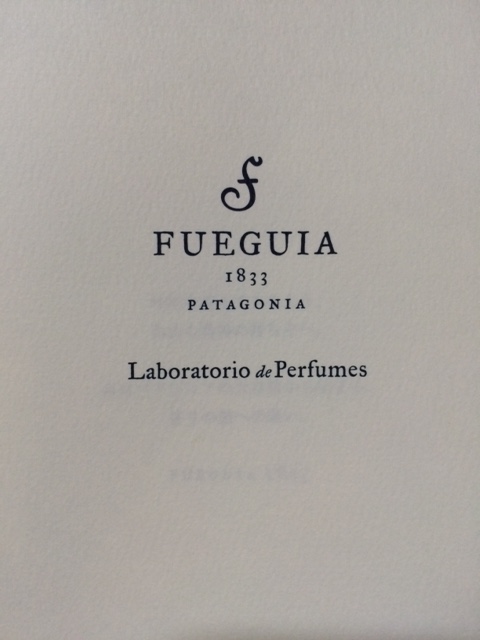 f
FUEGUIA
1833
PATAGONIA
Laboratorio de Perfumes